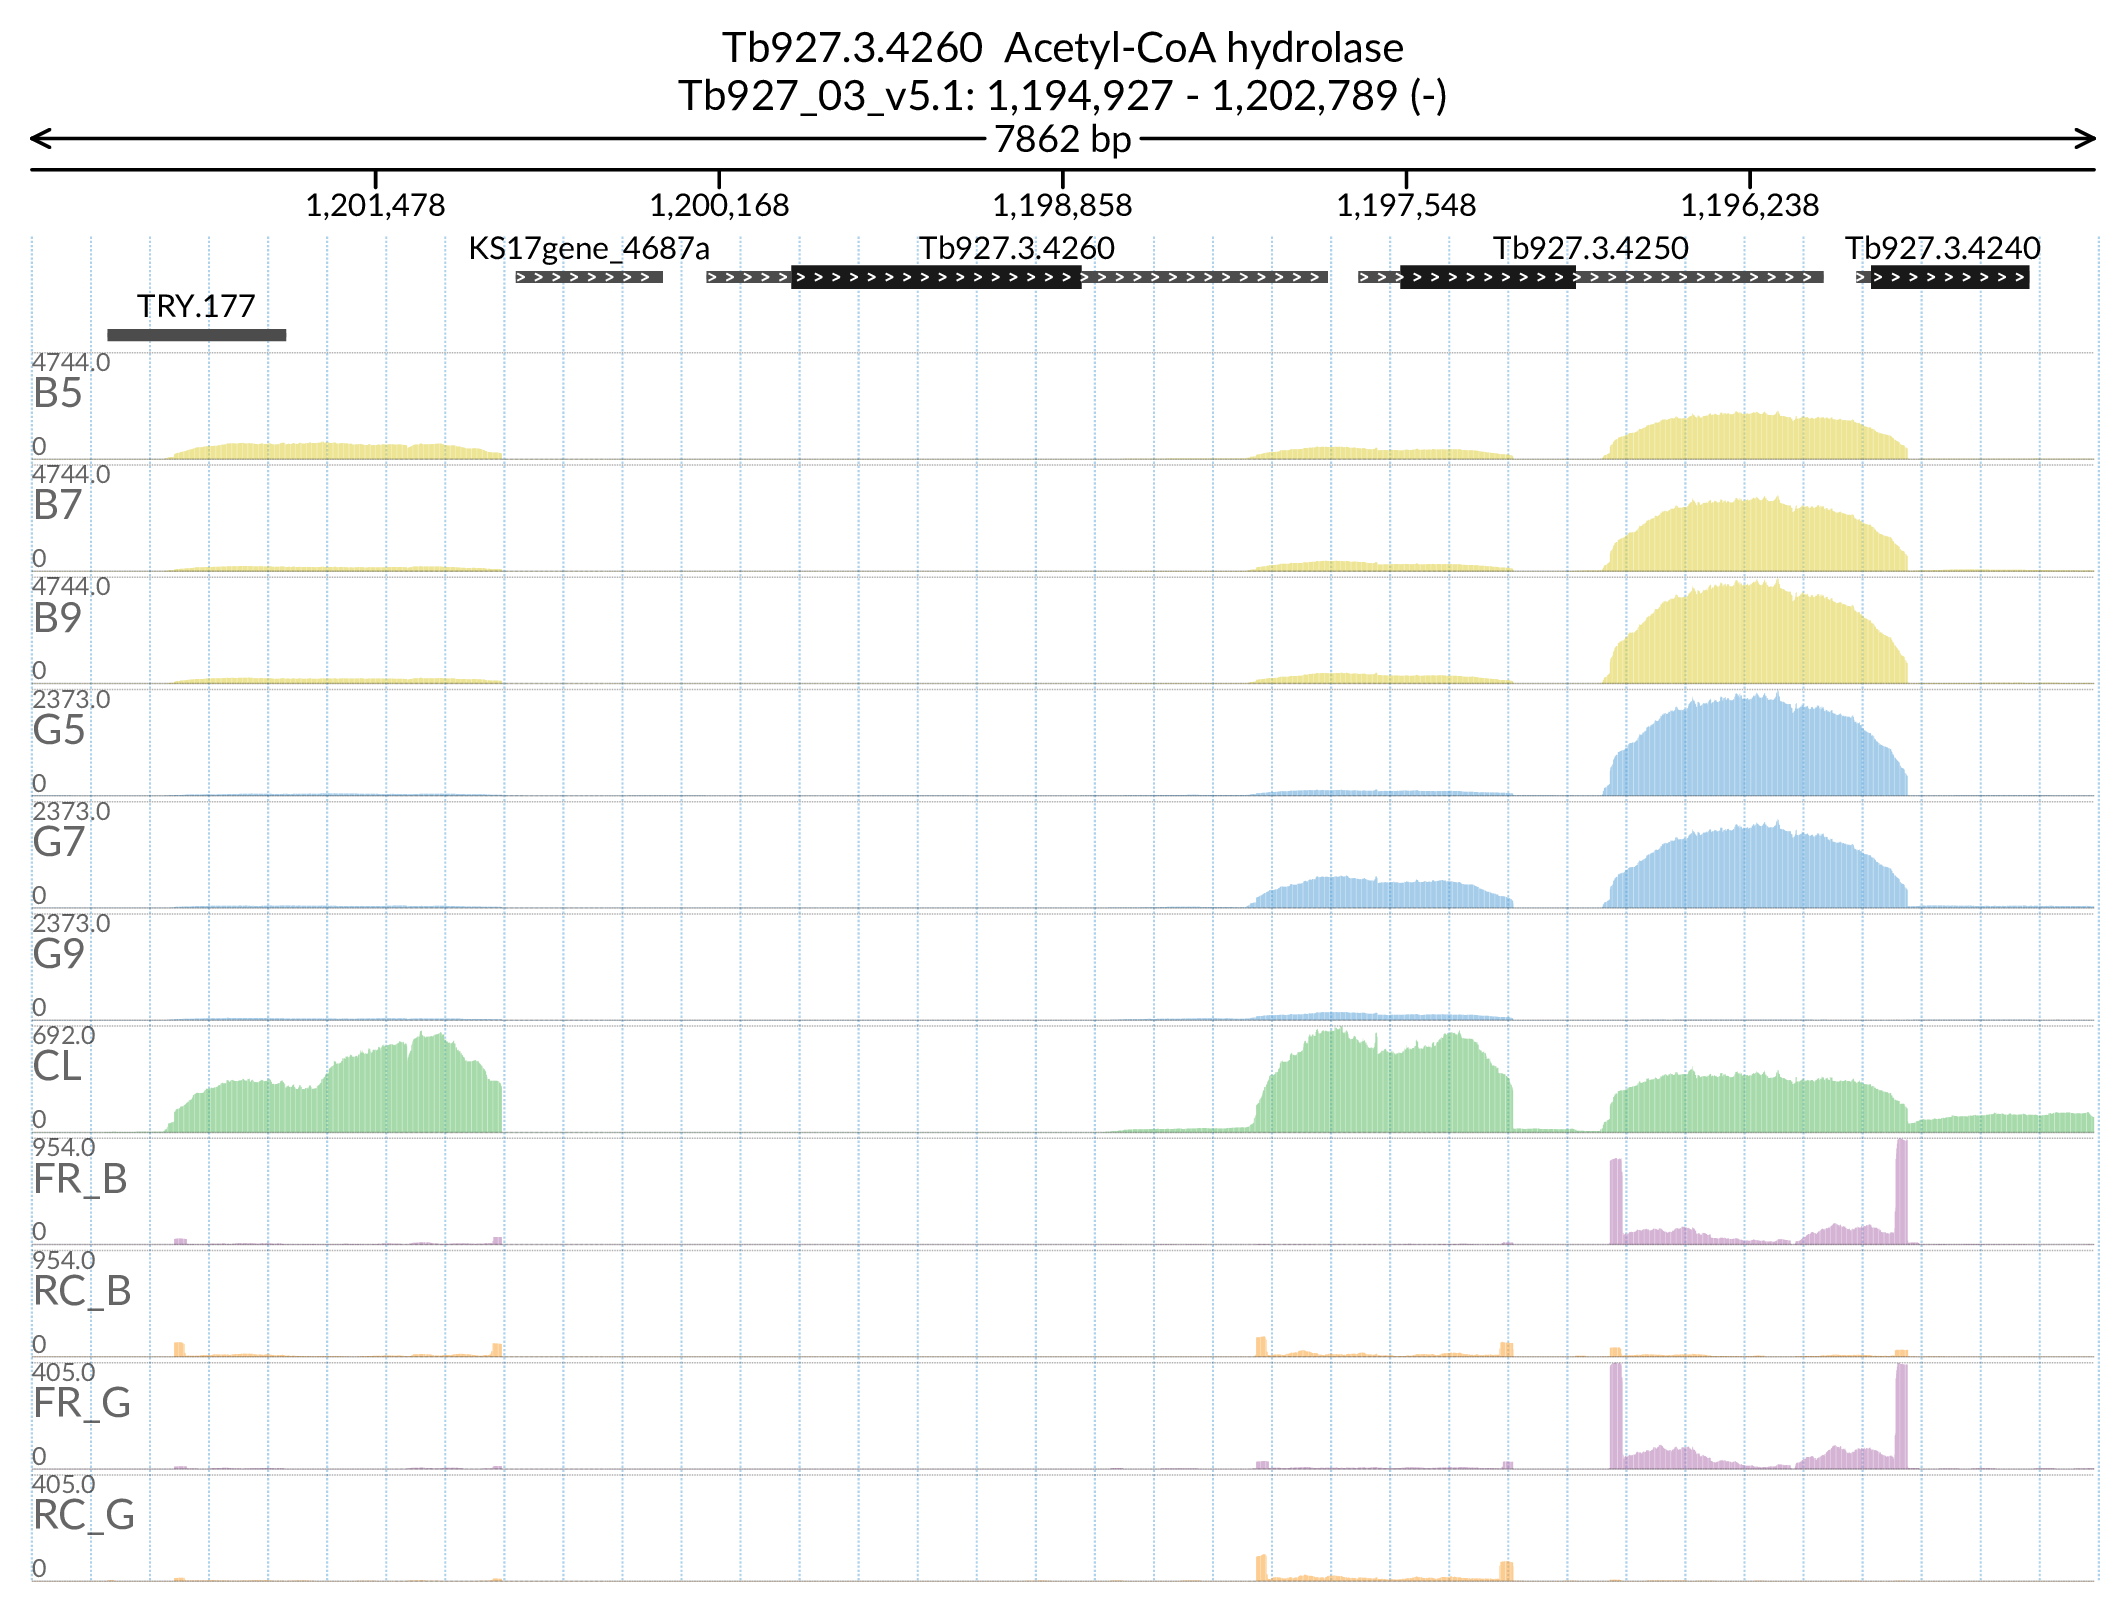 Tb927.3.4260  Acetyl-CoA hydrolase
Tb927_03_v5.1: 1,194,927 - 1,202,789 (-)
7862 bp
1,201,478 1,200,168 1,198,858 1,197,548 1,196,238
KS17gene_4687a Tb927.3.4260 Tb927.3.4250 Tb927.3.4240
TRY.177
4744.0
B5
0
4744.0
B7
0
4744.0
B9
0
2373.0
G5
0
2373.0
G7
0
2373.0
G9
0
692.0
CL
0
954.0
FR_B
0
954.0
RC_B
0
405.0
FR_G
0
405.0
RC_G
0